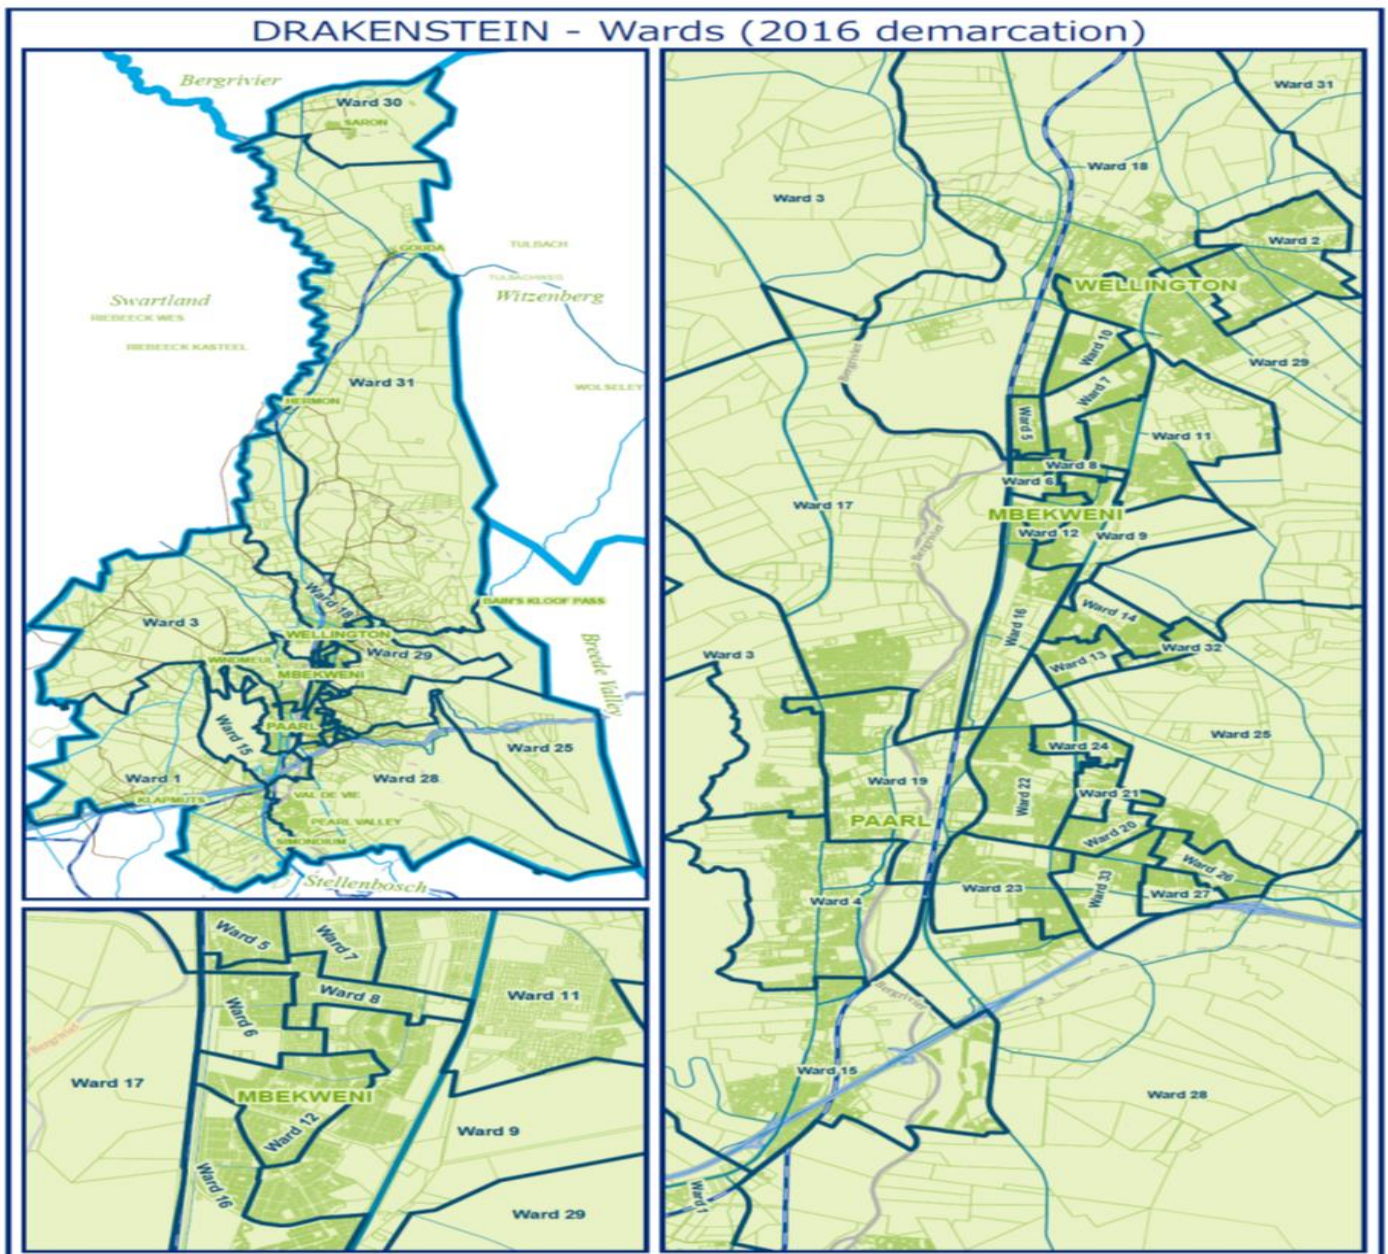 DRAKENSTEIN - Wards (2016 demarcation)
Bergrivier
Ward 30
SARON
GOUDA
TULBACH
TULBACHWEG
Witzenberg
Swartland
RIEBEECK WES
RIEBEECK KASTEEL
Ward 31
WOLSELEY
HERMON
BAIN'S KLOOF PASS
Ward 18
Ward 3
WELLINGTON
Ward 29
WINDMEUL
MBEKWENI
Breede Valley
PAARL
Ward 15
Ward 25
Ward 1
Ward 28
KLAPMUTS
VAL DE VIE
PEARL VALLEY
SIMONDIUM
Stellenbosch
Ward 5
Ward 7
Ward 8
Ward 11
Ward 6
Bergrivier
Ward 17
MBEKWENI
Ward 12
Ward 9
Ward 16
Ward 29
Ward 31
Ward 18
Ward 3
Ward 2
WELLINGTON
Ward 10
Bergrivier
Ward 29
Ward 7
Ward 5
Ward 11
Ward 8
Ward 6
Ward 17
MBEKWENI
Bergrivier
Ward 12
Ward 9
Ward 14
Ward 16
Ward 32
Ward 3
Ward 13
Ward 25
Ward 24
Ward 19
Ward 22
Ward 21
PAARL
Ward 20
Ward 26
Ward 23
Ward 33
Ward 27
Ward 4
Bergrivier
Ward 15
Ward 28
Ward 1